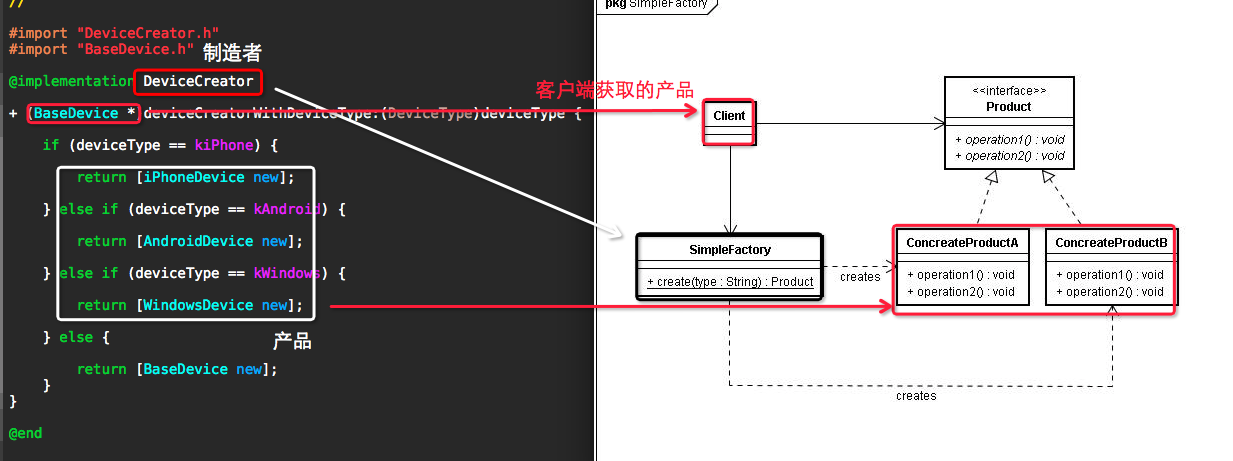 //
#import "DeviceCreator.h"
#import "BaseDevice.h"
制造者
@implementation DeviceCreator
+ (BaseDevice *)deviceCreatorWithDeviceType:(DeviceType)deviceType {
if (deviceType == kiPhone) {
return [iPhoneDevice new];
} else if (deviceType == kAndroid) {
return [AndroidDevice new];
} else if (deviceType == kWindows) {
return [WindowsDevice new];
} else {
产品
return [BaseDevice new];
}
}
@end
pkg SimpleFactory
客户端获取的产品
Client
<<interface>>
Product
+ operation1() : void
+ operation2() : void
SimpleFactory
+ create(type : String) : Product
creates
ConcreateProductA
+ operation1() : void
+ operation2() : void
ConcreateProductB
+ operation1() : void
+ operation2() : void
creates